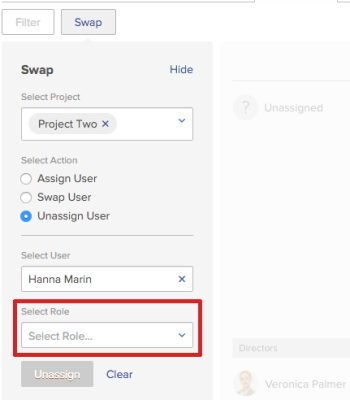 Filter
Swap
Swap
Hide
Select Project
Project Two ×
Select Action
Assign User
Swap User
Unassign User
Select User
Hanna Marin ×
Select Role
Select Role...
Unassign
Clear
? Unassigned
Directors
Veronica Palmer